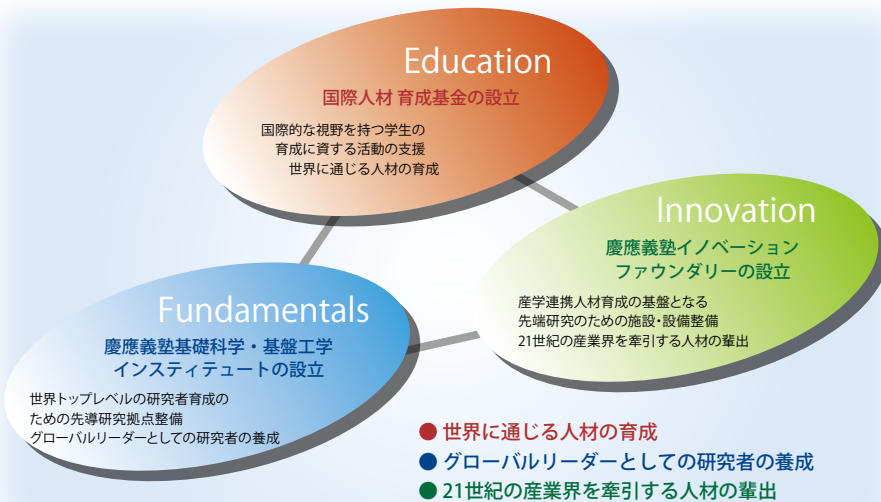 Education
国際人材 育成基金の設立
国際的な視野を持つ学生の
育成に資する活動の支援
世界に通じる人材の育成
Innovation
慶應義塾イノベーション
ファウンダリーの設立
産学連携人材育成の基盤となる
先端研究のための施設・設備整備
21世紀の産業界を牽引する人材の輩出
Fundamentals
慶應義塾基礎科学・基盤工学
インスティテュートの設立
世界トップレベルの研究者育成の
ための先導研究拠点整備
グローバルリーダーとしての研究者の養成
● 世界に通じる人材の育成
● グローバルリーダーとしての研究者の養成
● 21世紀の産業界を牽引する人材の輩出